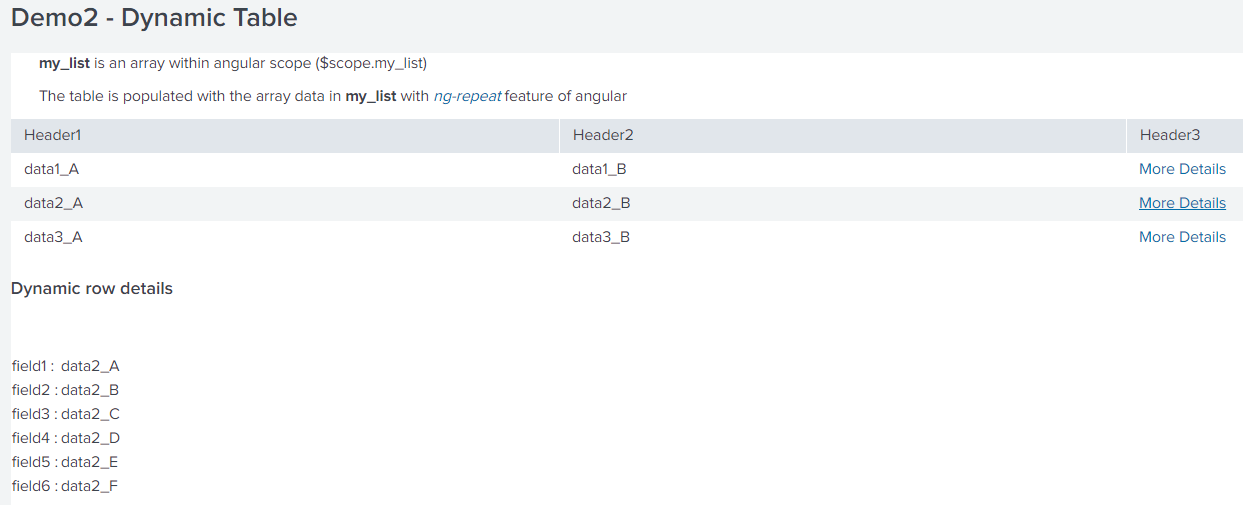 Demo2 - Dynamic Table
my_list is an array within angular scope ($scope.my_list)
The table is populated with the array data in my_list with ng-repeat feature of angular
Header1 Header2 Header3
data1_A data1_B More Details
data2_A data2_B More Details
data3_A data3_B More Details
Dynamic row details
field1 : data2_A
field2 : data2_B
field3 : data2_C
field4 : data2_D
field5 : data2_E
field6 : data2_F